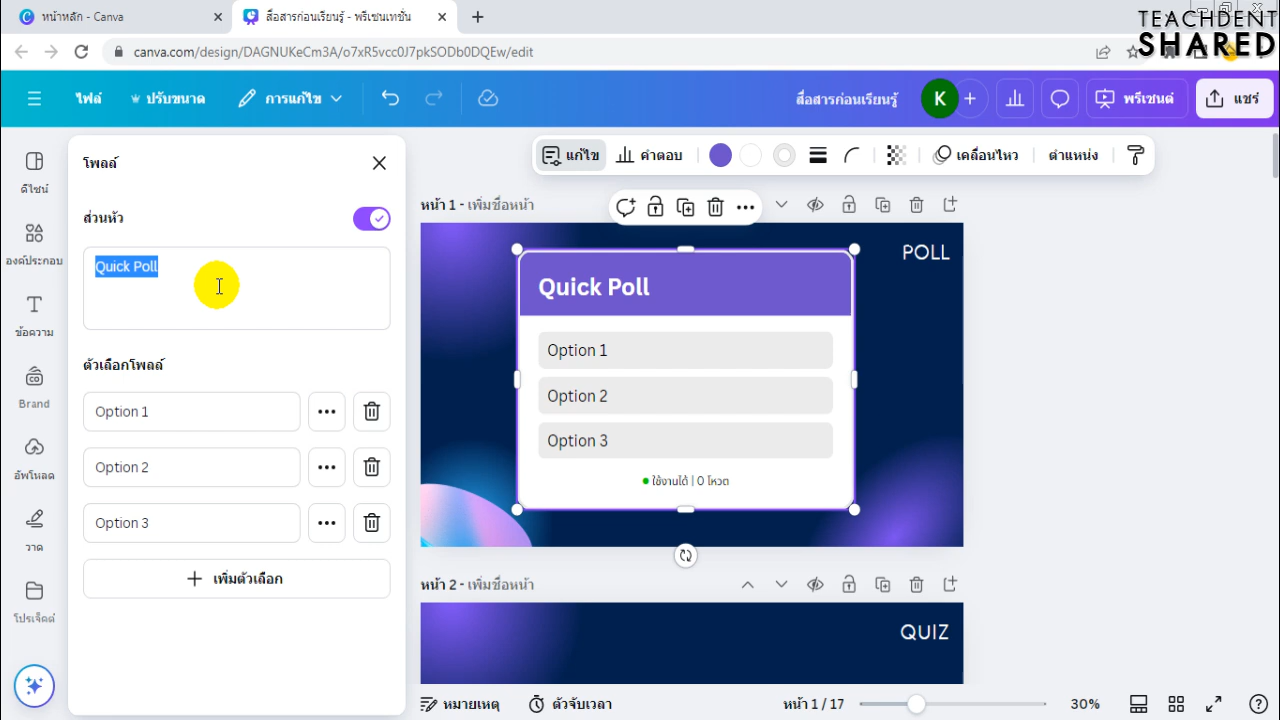 หน้าหลัก - Canva
สื่อสารก่อนเรียนรู้ - พรีเซนเทชั่น
TEACHDENT
SHARED
canva.com/design/DAGNUKeCm3A/o7xR5vcc0J7pkSODb0DQEw/edit
ไฟล์
ปรับขนาด
การแก้ไข
สื่อสารก่อนเรียนรู้
K
พรีเซนต์
แชร์
โพลล์
แก้ไข
คำตอบ
เคลื่อนไหว
ตำแหน่ง
ดีไซน์
องค์ประกอบ
ข้อความ
Brand
อัพโหลด
วาด
โปรเจ็คต์
ส่วนหัว
Quick Poll
ตัวเลือกโพลล์
Option 1
Option 2
Option 3
เพิ่มตัวเลือก
หน้า 1 - เพิ่มชื่อหน้า
POLL
Quick Poll
Option 1
Option 2
Option 3
ใช้งานได้ | 0 โหวต
หน้า 2 - เพิ่มชื่อหน้า
QUIZ
หมายเหตุ
ตัวจับเวลา
หน้า 1 / 17
30%